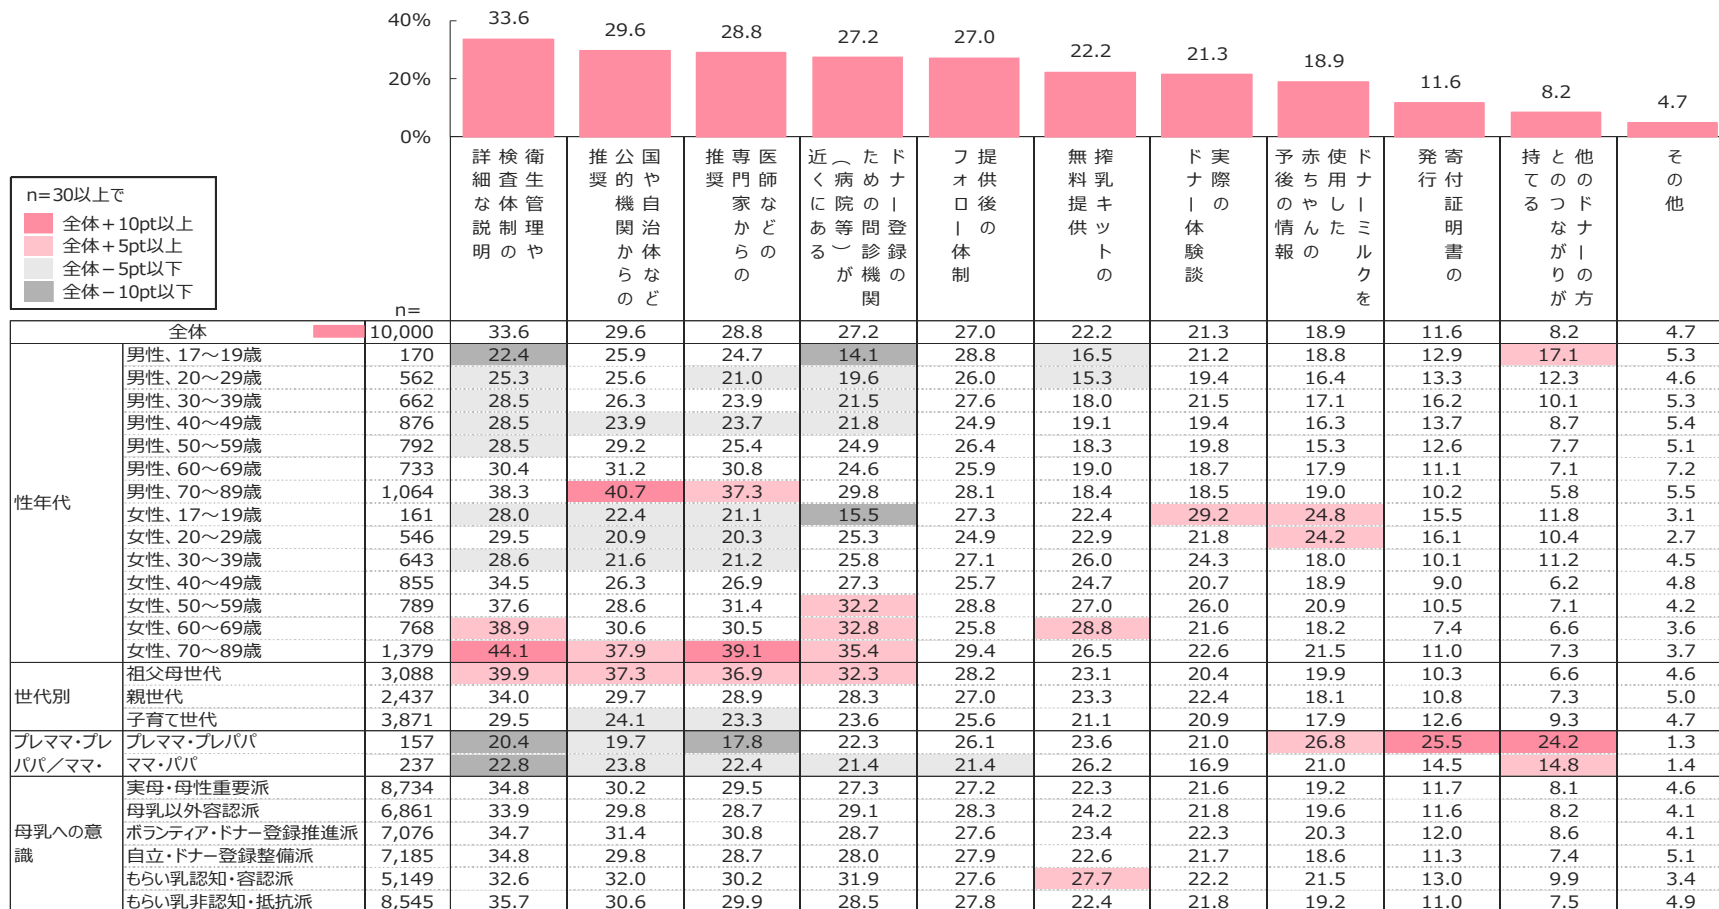 33.6 29.6 28.8 27.2 27.0 22.2 21.3 18.9 11.6 8.2 4.7
40%
20%
0%
衛生管理や検査体制の詳細な説明
国や自治体など公的機関からの推奨
医師などの専門家からの推奨
ドナー登録のための問診機関（病院等）が近くにある
提供後のフォロー体制
搾乳キットの無料提供
実際のドナー体験談
ドナーミルクを使用した赤ちゃんの予後の情報
寄付証明書の発行
他のドナーの方とのつながりが持てる
その他
n=30以上で
全体＋10pt以上
全体＋5pt以上
全体－5pt以下
全体－10pt以下
n=
全体 10,000 33.6 29.6 28.8 27.2 27.0 22.2 21.3 18.9 11.6 8.2 4.7
性年代
男性、17～19歳 170 22.4 25.9 24.7 14.1 28.8 16.5 21.2 18.8 12.9 17.1 5.3
男性、20～29歳 562 25.3 25.6 21.0 19.6 26.0 15.3 19.4 16.4 13.3 12.3 4.6
男性、30～39歳 662 28.5 26.3 23.9 21.5 27.6 18.0 21.5 17.1 16.2 10.1 5.3
男性、40～49歳 876 28.5 23.9 23.7 21.8 24.9 19.1 19.4 16.3 13.7 8.7 5.4
男性、50～59歳 792 28.5 29.2 25.4 24.9 26.4 18.3 19.8 15.3 12.6 7.7 5.1
男性、60～69歳 733 30.4 31.2 30.8 24.6 25.9 19.0 18.7 17.9 11.1 7.1 7.2
男性、70～89歳 1,064 38.3 40.7 37.3 29.8 28.1 18.4 18.5 19.0 10.2 5.8 5.5
女性、17～19歳 161 28.0 22.4 21.1 15.5 27.3 22.4 29.2 24.8 15.5 11.8 3.1
女性、20～29歳 546 29.5 20.9 20.3 25.3 24.9 22.9 21.8 24.2 16.1 10.4 2.7
女性、30～39歳 643 28.6 21.6 21.2 25.8 27.1 26.0 24.3 18.0 10.1 11.2 4.5
女性、40～49歳 855 34.5 26.3 26.9 27.3 25.7 24.7 20.7 18.9 9.0 6.2 4.8
女性、50～59歳 789 37.6 28.6 31.4 32.2 28.8 27.0 26.0 20.9 10.5 7.1 4.2
女性、60～69歳 768 38.9 30.6 30.5 32.8 25.8 28.8 21.6 18.2 7.4 6.6 3.6
女性、70～89歳 1,379 44.1 37.9 39.1 35.4 29.4 26.5 22.6 21.5 11.0 7.3 3.7
世代別
祖父母世代 3,088 39.9 37.3 36.9 32.3 28.2 23.1 20.4 19.9 10.3 6.6 4.6
親世代 2,437 34.0 29.7 28.9 28.3 27.0 23.3 22.4 18.1 10.8 7.3 5.0
子育て世代 3,871 29.5 24.1 23.3 23.6 25.6 21.1 20.9 17.9 12.6 9.3 4.7
プレママ・プレ
パパ／ママ・
プレママ・プレパパ 157 20.4 19.7 17.8 22.3 26.1 23.6 21.0 26.8 25.5 24.2 1.3
ママ・パパ 237 22.8 23.8 22.4 21.4 21.4 26.2 16.9 21.0 14.5 14.8 1.4
母乳への意
識
実母・母性重要派 8,734 34.8 30.2 29.5 27.3 27.2 22.3 21.6 19.2 11.7 8.1 4.6
母乳以外容認派 6,861 33.9 29.8 28.7 29.1 28.3 24.2 21.8 19.6 11.6 8.2 4.1
ボランティア・ドナー登録推進派 7,076 34.7 31.4 30.8 28.7 27.6 23.4 22.3 20.3 12.0 8.6 4.1
自立・ドナー登録整備派 7,185 34.8 29.8 28.7 28.0 27.9 22.6 21.7 18.6 11.3 7.4 5.1
もらい乳認知・容認派 5,149 32.6 32.0 30.2 31.9 27.6 27.7 22.2 21.5 13.0 9.9 3.4
もらい乳非認知・抵抗派 8,545 35.7 30.6 29.9 28.5 27.8 22.4 21.8 19.2 11.0 7.5 4.9